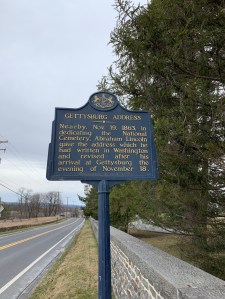 GETTYSBURG ADDRESS
Nearby, Nov. 19, 1863, in
dedicating the National
Cemetery, Abraham Lincoln
gave the address which he
had written in Washington
and revised after his
arrival at Gettysburg the
evening of November 18.